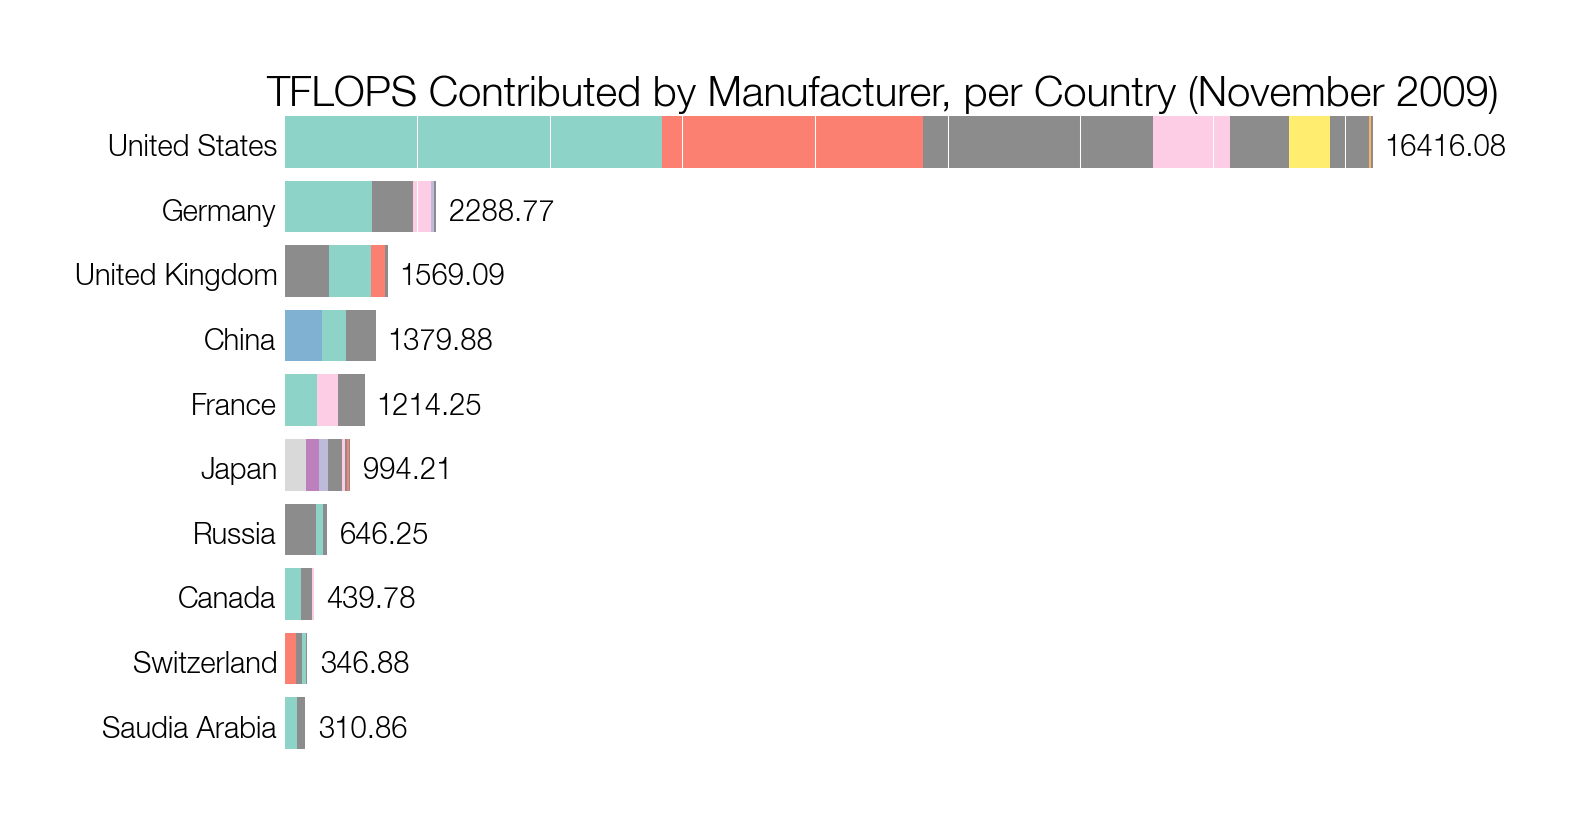 TFLOPS Contributed by Manufacturer, per Country (November 2009)
United States 16416.08
Germany 2288.77
United Kingdom 1569.09
China 1379.88
France 1214.25
Japan 994.21
Russia 646.25
Canada 439.78
Switzerland 346.88
Saudia Arabia 310.86